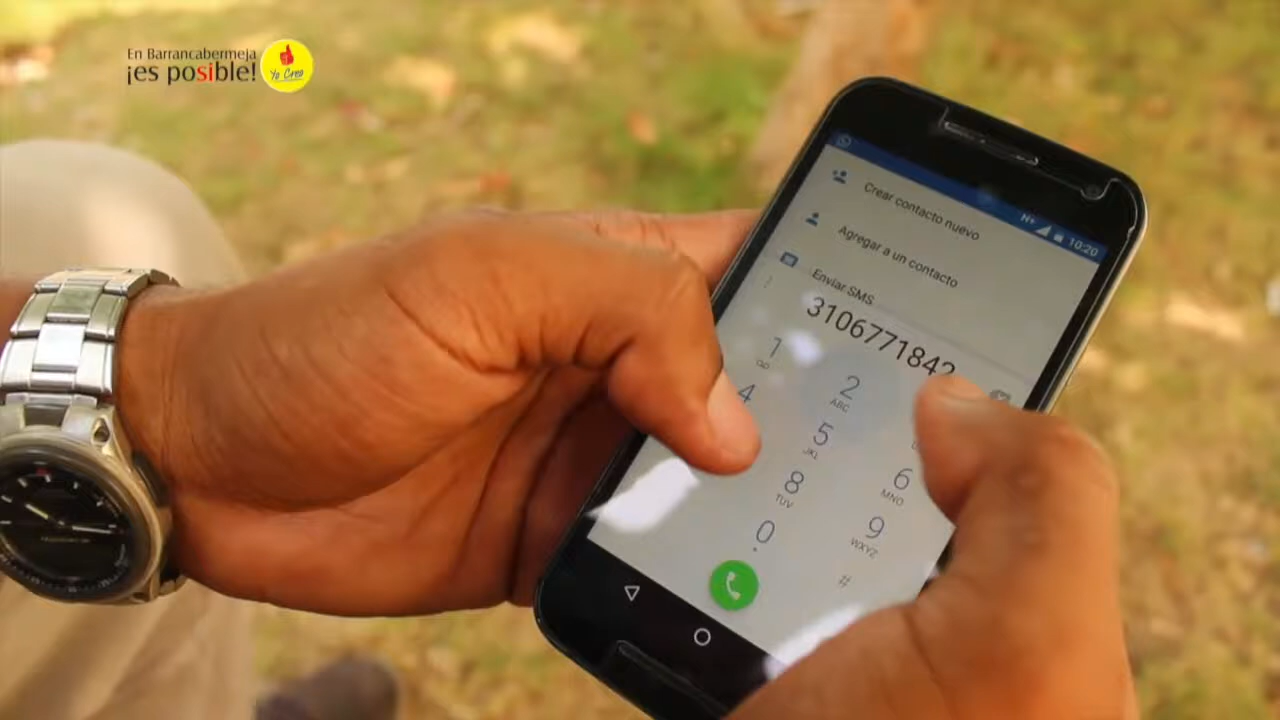 En Barrancabermeja
¡es posible!
Yo Creo
N+ 10:20
Crear contacto nuevo
Agregar a un contacto
Enviar SMS
3106771842
1
2
ABC
4
5
JKL
6
MNO
8
TUV
9
WXYZ
0
#